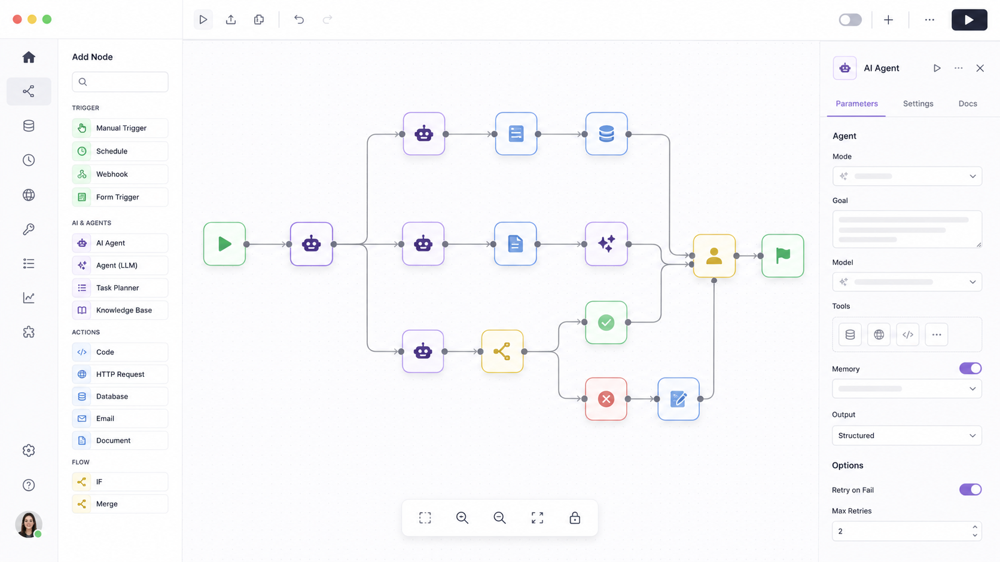 Add Node
TRIGGER
Manual Trigger
Schedule
Webhook
Form Trigger
AI & AGENTS
AI Agent
Agent (LLM)
Task Planner
Knowledge Base
ACTIONS
Code
HTTP Request
Database
Email
Document
FLOW
IF
Merge
AI Agent
Parameters
Settings
Docs
Agent
Mode
Goal
Model
Tools
Memory
Output
Structured
Options
Retry on Fail
Max Retries
2